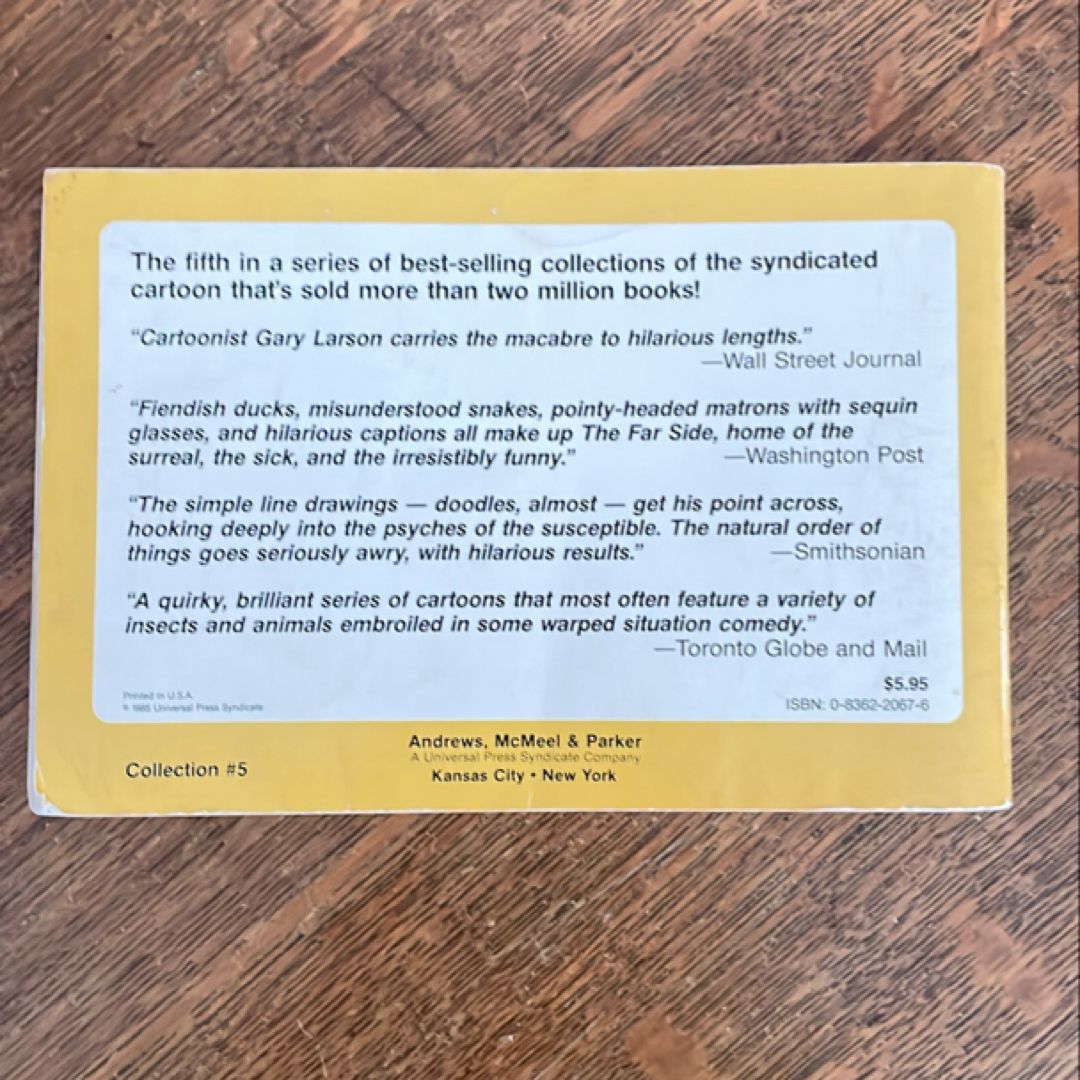 The fifth in a series of best-selling collections of the syndicated
cartoon that's sold more than two million books!
“Cartoonist Gary Larson carries the macabre to hilarious lengths.”
—Wall Street Journal
“Fiendish ducks, misunderstood snakes, pointy-headed matrons with sequin
glasses, and hilarious captions all make up The Far Side, home of the
surreal, the sick, and the irresistibly funny.” —Washington Post
“The simple line drawings — doodles, almost — get his point across,
hooking deeply into the psyches of the susceptible. The natural order of
things goes seriously awry, with hilarious results.” —Smithsonian
“A quirky, brilliant series of cartoons that most often feature a variety of
insects and animals embroiled in some warped situation comedy.”
—Toronto Globe and Mail
$5.95
Printed in U.S.A.
© 1985 Universal Press Syndicate
ISBN: 0-8362-2067-6
Andrews, McMeel & Parker
A Universal Press Syndicate Company
Kansas City • New York
Collection #5